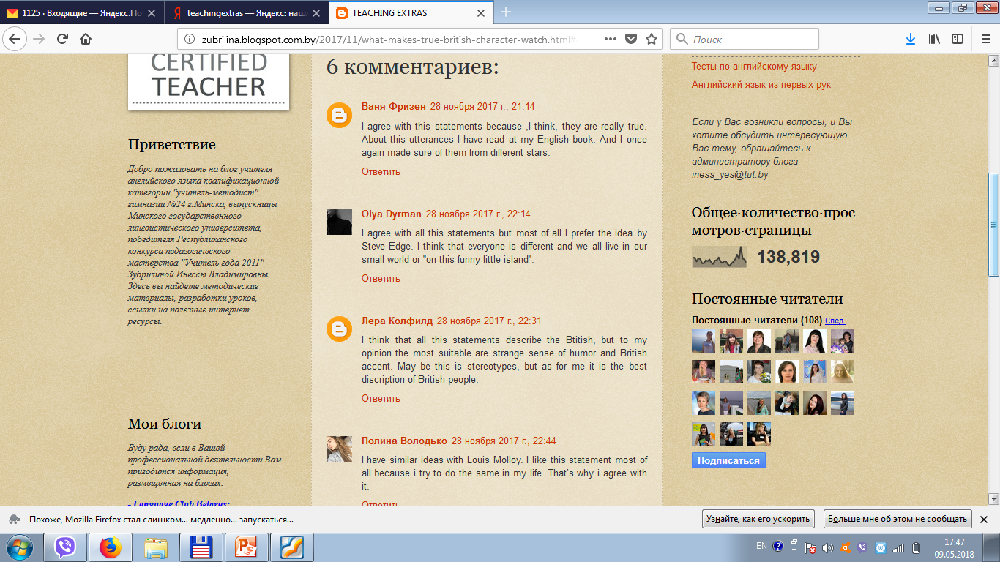 1125 · Входящие — Яндекс.По
teachingextras — Яндекс: наш
TEACHING EXTRAS
zubrilina.blogspot.com.by/2017/11/what-makes-true-british-character-watch.html#
Поиск
CERTIFIED
TEACHER
Приветствие
Добро пожаловать на блог учителя
английского языка квалификационной
категории "учитель-методист"
гимназии №24 г.Минска, выпускницы
Минского государственного
лингвистического университета,
победителя Республиканского
конкурса педагогического
мастерства "Учитель года 2011"
Зубрилиной Инессы Владимировны.
Здесь вы найдете методические
материалы, разработки уроков,
ссылки на полезные интернет
ресурсы.
Мои блоги
Буду рада, если в Вашей
профессиональной деятельности Вам
пригодится информация,
размещенная на блогах:
- Language Club Belarus;
6 комментариев:
Ваня Фризен 28 ноября 2017 г., 21:14
I agree with this statements because ,I think, they are really true.
About this utterances I have read at my English book. And I once
again made sure of them from different stars.
Ответить
Olya Dyrman 28 ноября 2017 г., 22:14
I agree with all this statements but most of all I prefer the idea by
Steve Edge. I think that everyone is different and we all live in our
small world or "on this funny little island".
Ответить
Лера Колфилд 28 ноября 2017 г., 22:31
I think that all this statements describe the Btitish, but to my
opinion the most suitable are strange sense of humor and British
accent. May be this is stereotypes, but as for me it is the best
discription of British people.
Ответить
Полина Володько 28 ноября 2017 г., 22:44
I have similar ideas with Louis Molloy. I like this statement most of
all because i try to do the same in my life. That's why i agree with
it.
Ответить
Тесты по английскому языку
Английский язык из первых рук
Если у Вас возникли вопросы, и Вы
хотите обсудить интересующую
Вас тему, обращайтесь к
администратору блога
iness_yes@tut.by
Общее·количество·прос
мотров·страницы
138,819
Постоянные читатели
Постоянные читатели (108) След.
Подписаться
Похоже, Mozilla Firefox стал слишком... медленно... запускаться...
Узнайте, как его ускорить
Больше мне об этом не сообщать
EN
17:47
09.05.2018